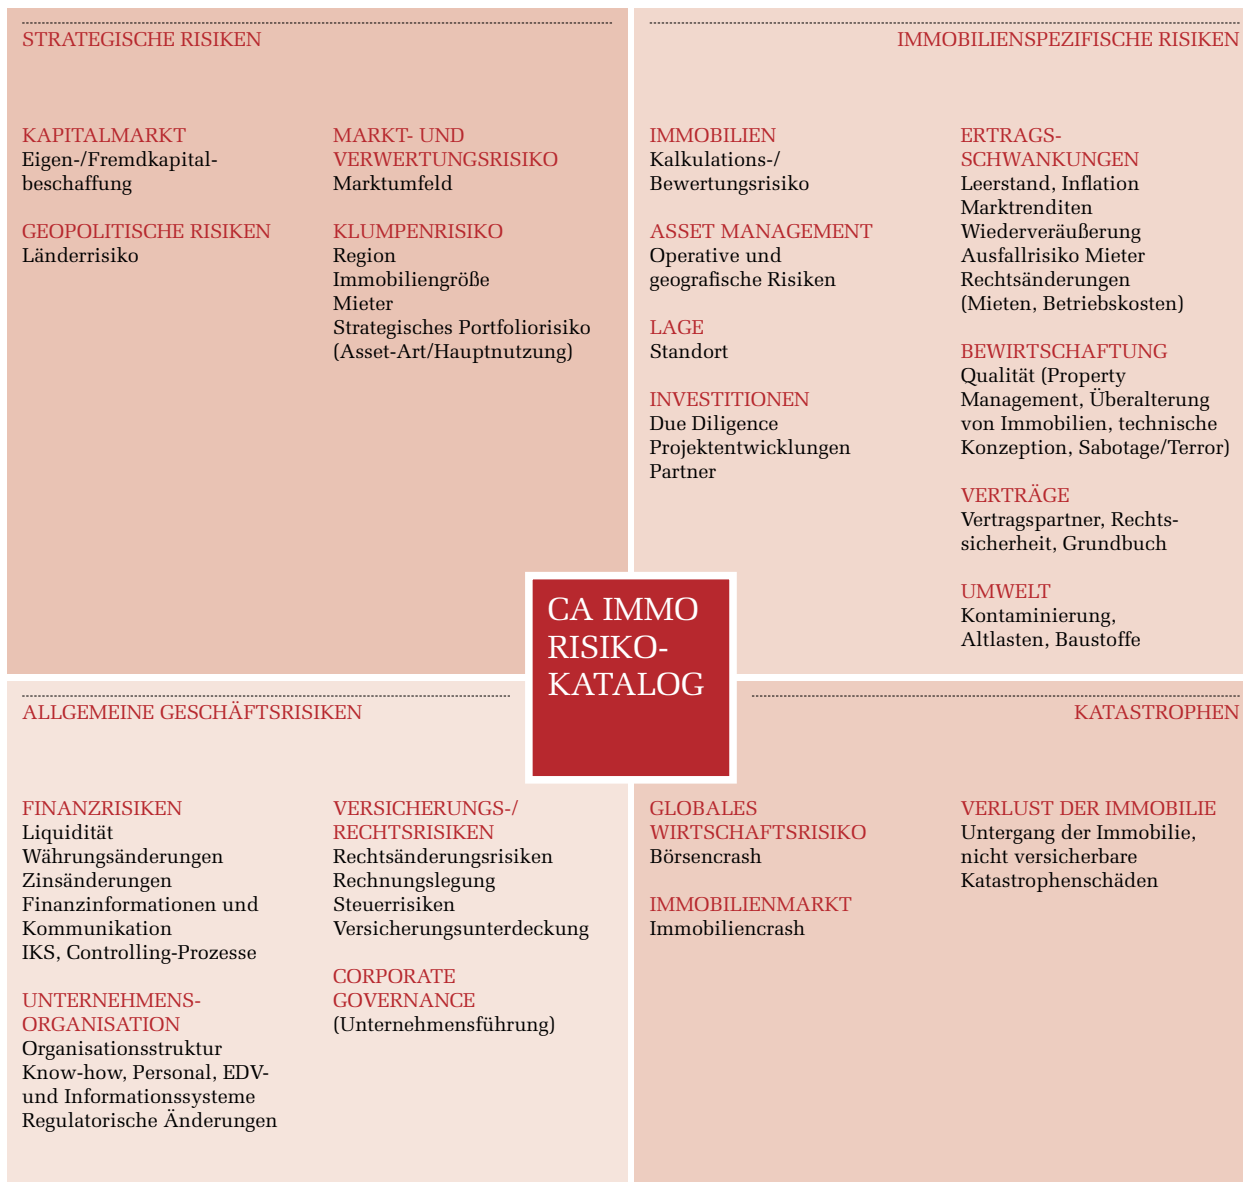 STRATEGISCHE RISIKEN
KAPITALMARKT
Eigen-/Fremdkapital-
beschaffung
GEOPOLITISCHE RISIKEN
Länderrisiko
MARKT- UND
VERWERTUNGSRISIKO
Marktumfeld
KLUMPENRISIKO
Region
Immobiliengröße
Mieter
Strategisches Portfoliorisiko
(Asset-Art/Hauptnutzung)
IMMOBILIENSPEZIFISCHE RISIKEN
IMMOBILIEN
Kalkulations-/
Bewertungsrisiko
ASSET MANAGEMENT
Operative und
geografische Risiken
LAGE
Standort
INVESTITIONEN
Due Diligence
Projektentwicklungen
Partner
ERTRAGS-
SCHWANKUNGEN
Leerstand, Inflation
Marktrenditen
Wiederveräußerung
Ausfallrisiko Mieter
Rechtsänderungen
(Mieten, Betriebskosten)
BEWIRTSCHAFTUNG
Qualität (Property
Management, Überalterung
von Immobilien, technische
Konzeption, Sabotage/Terror)
VERTRÄGE
Vertragspartner, Rechts-
sicherheit, Grundbuch
UMWELT
Kontaminierung,
Altlasten, Baustoffe
CA IMMO
RISIKO-
KATALOG
ALLGEMEINE GESCHÄFTSRISIKEN
FINANZRISIKEN
Liquidität
Währungsänderungen
Zinsänderungen
Finanzinformationen und
Kommunikation
IKS, Controlling-Prozesse
UNTERNEHMENS-
ORGANISATION
Organisationsstruktur
Know-how, Personal, EDV-
und Informationssysteme
Regulatorische Änderungen
VERSICHERUNGS-/
RECHTSRISIKEN
Rechtsänderungsrisiken
Rechnungslegung
Steuerrisiken
Versicherungsunterdeckung
CORPORATE
GOVERNANCE
(Unternehmensführung)
KATASTROPHEN
GLOBALES
WIRTSCHAFTSRISIKO
Börsencrash
IMMOBILIENMARKT
Immobiliencrash
VERLUST DER IMMOBILIE
Untergang der Immobilie,
nicht versicherbare
Katastrophenschäden